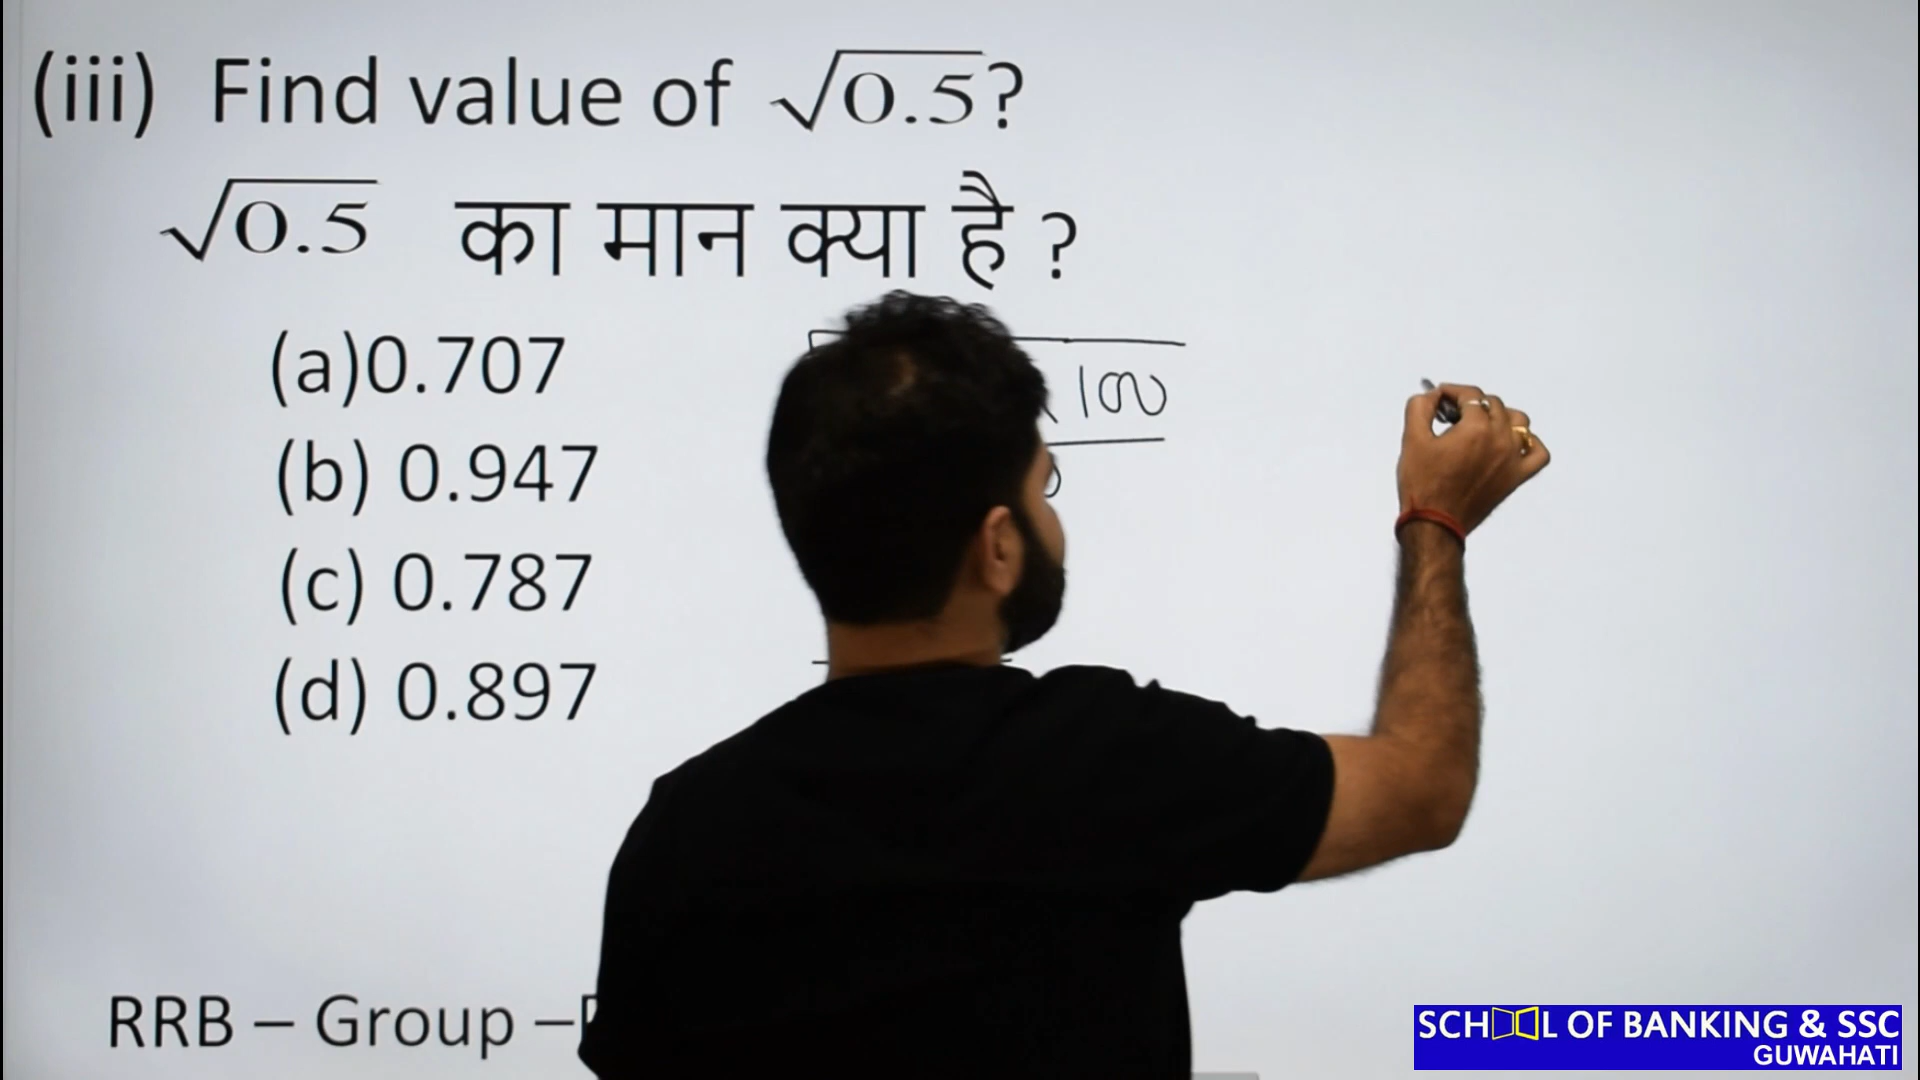 (iii) Find value of √0.5?
√0.5 का मान क्या है ?
(a)0.707
(b) 0.947
(c) 0.787
(d) 0.897
100
RRB – Group –
SCHOOL OF BANKING & SSC
GUWAHATI